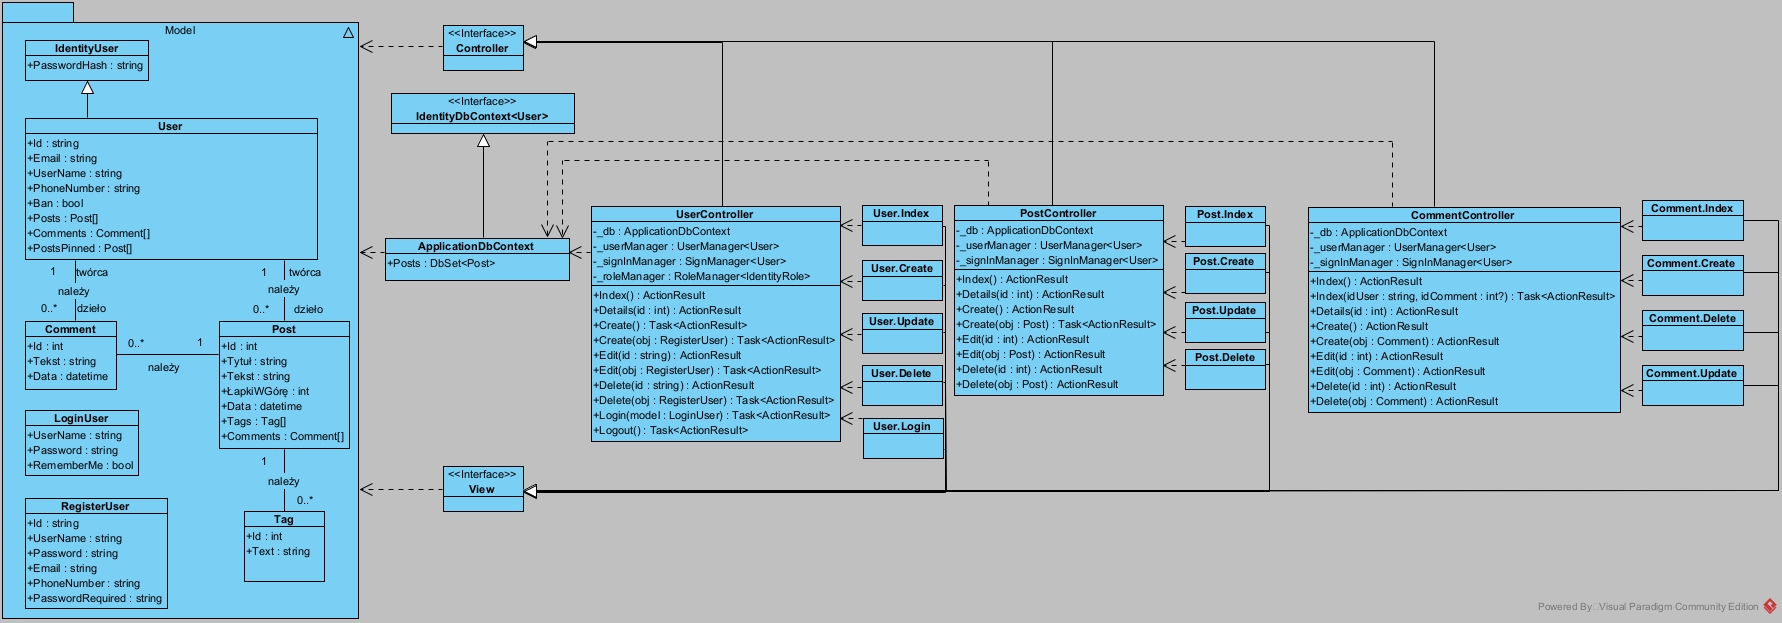 Model
IdentityUser
+PasswordHash : string
User
+Id : string
+Email : string
+UserName : string
+PhoneNumber : string
+Ban : bool
+Posts : Post[]
+Comments : Comment[]
+PostsPinned : Post[]
1
twórca
należy
0..*
dzieło
1
twórca
należy
0..*
dzieło
Comment
+Id : int
+Tekst : string
+Data : datetime
0..*
1
należy
Post
+Id : int
+Tytuł : string
+Tekst : string
+ŁapkiWGórę : int
+Data : datetime
+Tags : Tag[]
+Comments : Comment[]
LoginUser
+UserName : string
+Password : string
+RememberMe : bool
1
należy
0..*
RegisterUser
+Id : string
+UserName : string
+Password : string
+Email : string
+PhoneNumber : string
+PasswordRequired : string
Tag
+Id : int
+Text : string
<<Interface>>
Controller
<<Interface>>
IdentityDbContext<User>
ApplicationDbContext
+Posts : DbSet<Post>
<<Interface>>
View
UserController
-_db : ApplicationDbContext
-_userManager : UserManager<User>
-_signInManager : SignManager<User>
-_roleManager : RoleManager<IdentityRole>
+Index() : ActionResult
+Details(id : int) : ActionResult
+Create() : Task<ActionResult>
+Create(obj : RegisterUser) : Task<ActionResult>
+Edit(id : string) : ActionResult
+Edit(obj : RegisterUser) : Task<ActionResult>
+Delete(id : string) : ActionResult
+Delete(obj : RegisterUser) : Task<ActionResult>
+Login(model : LoginUser) : Task<ActionResult>
+Logout() : Task<ActionResult>
User.Index
User.Create
User.Update
User.Delete
User.Login
PostController
-_db : ApplicationDbContext
-_userManager : UserManager<User>
-_signInManager : SignInManager<User>
+Index() : ActionResult
+Details(id : int) : ActionResult
+Create() : ActionResult
+Create(obj : Post) : Task<ActionResult>
+Edit(id : int) : ActionResult
+Edit(obj : Post) : ActionResult
+Delete(id : int) : ActionResult
+Delete(obj : Post) : ActionResult
Post.Index
Post.Create
Post.Update
Post.Delete
CommentController
-_db : ApplicationDbContext
-_userManager : UserManager<User>
-_signInManager : SignInManager<User>
+Index() : ActionResult
+Index(idUser : string, idComment : int?) : Task<ActionResult>
+Details(id : int) : ActionResult
+Create() : ActionResult
+Create(obj : Comment) : ActionResult
+Edit(id : int) : ActionResult
+Edit(obj : Comment) : ActionResult
+Delete(id : int) : ActionResult
+Delete(obj : Comment) : ActionResult
Comment.Index
Comment.Create
Comment.Delete
Comment.Update
Powered By Visual Paradigm Community Edition